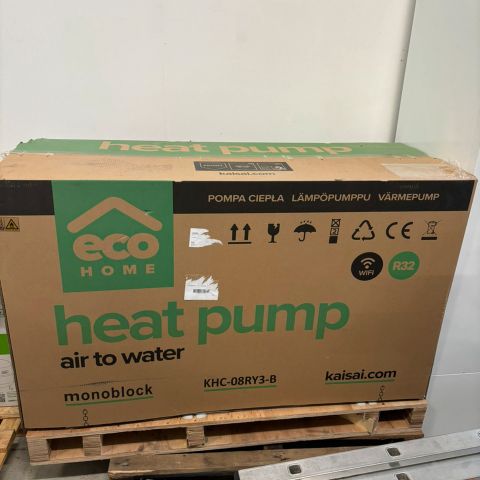 heat pump
kaisai.com
POMPA CIEPŁA LÄMPÖPUMPPU VÄRMEPUMP
eco
HOME
WiFi
R32
heat pump
air to water
monoblock
KHC-08RY3-B
kaisai.com